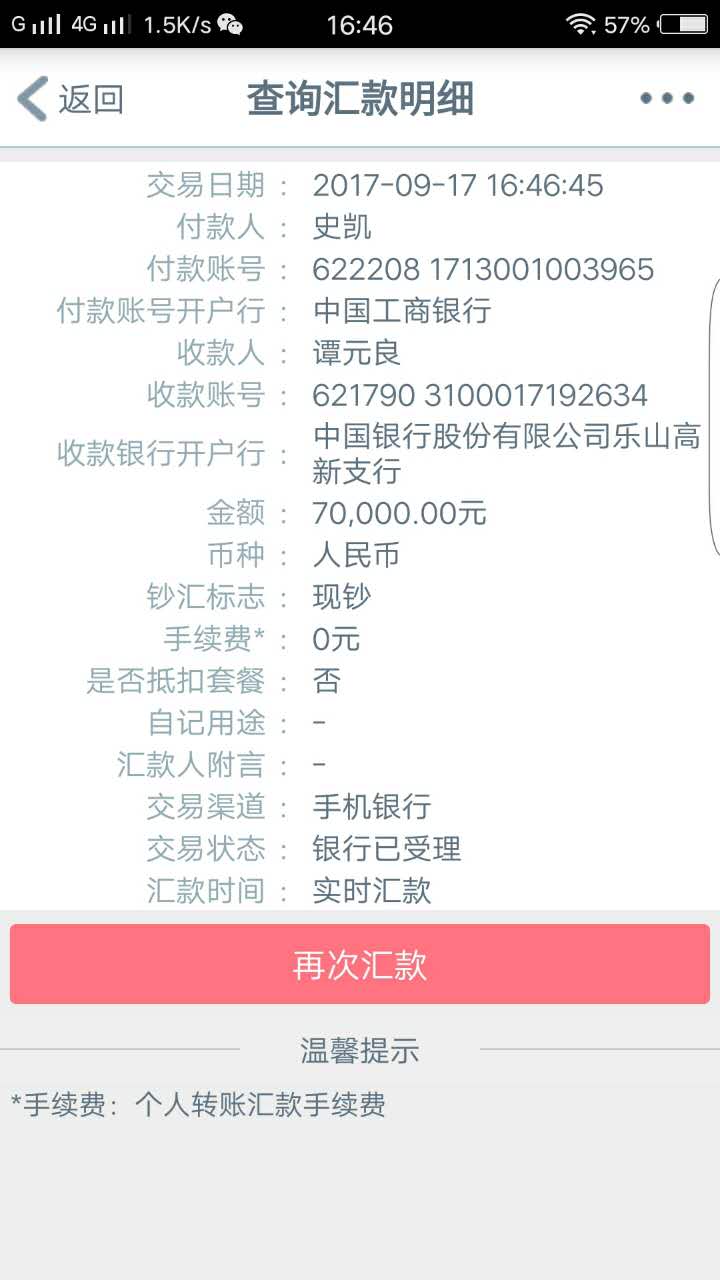 G 4G 1.5K/s 16:46 57%
返回 查询汇款明细
交易日期 : 2017-09-17 16:46:45
付款人 : 史凯
付款账号 : 622208 1713001003965
付款账号开户行 : 中国工商银行
收款人 : 谭元良
收款账号 : 621790 3100017192634
收款银行开户行 : 中国银行股份有限公司乐山高
新支行
金额 : 70,000.00元
币种 : 人民币
钞汇标志 : 现钞
手续费* : 0元
是否抵扣套餐 : 否
自记用途 : -
汇款人附言 : -
交易渠道 : 手机银行
交易状态 : 银行已受理
汇款时间 : 实时汇款
再次汇款
温馨提示
*手续费：个人转账汇款手续费